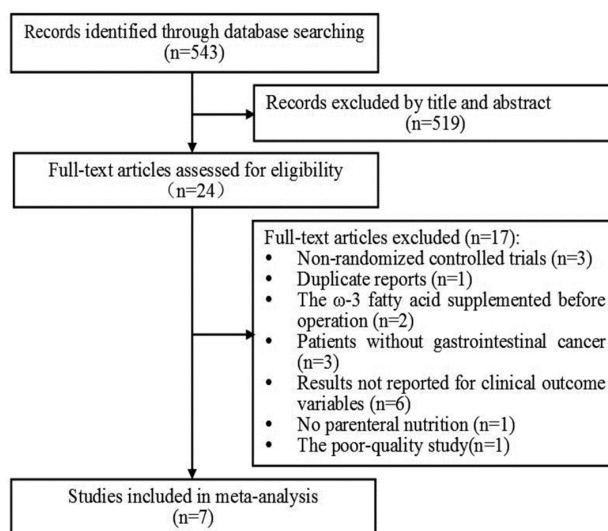 Records identified through database searching
(n=543)
Records excluded by title and abstract
(n=519)
Full-text articles assessed for eligibility
（n=24）
Full-text articles excluded (n=17):
• Non-randomized controlled trials (n=3)
• Duplicate reports (n=1)
• The ω-3 fatty acid supplemented before
operation (n=2)
• Patients without gastrointestinal cancer
(n=3)
• Results not reported for clinical outcome
variables (n=6)
• No parenteral nutrition (n=1)
• The poor-quality study(n=1)
Studies included in meta-analysis
(n=7)